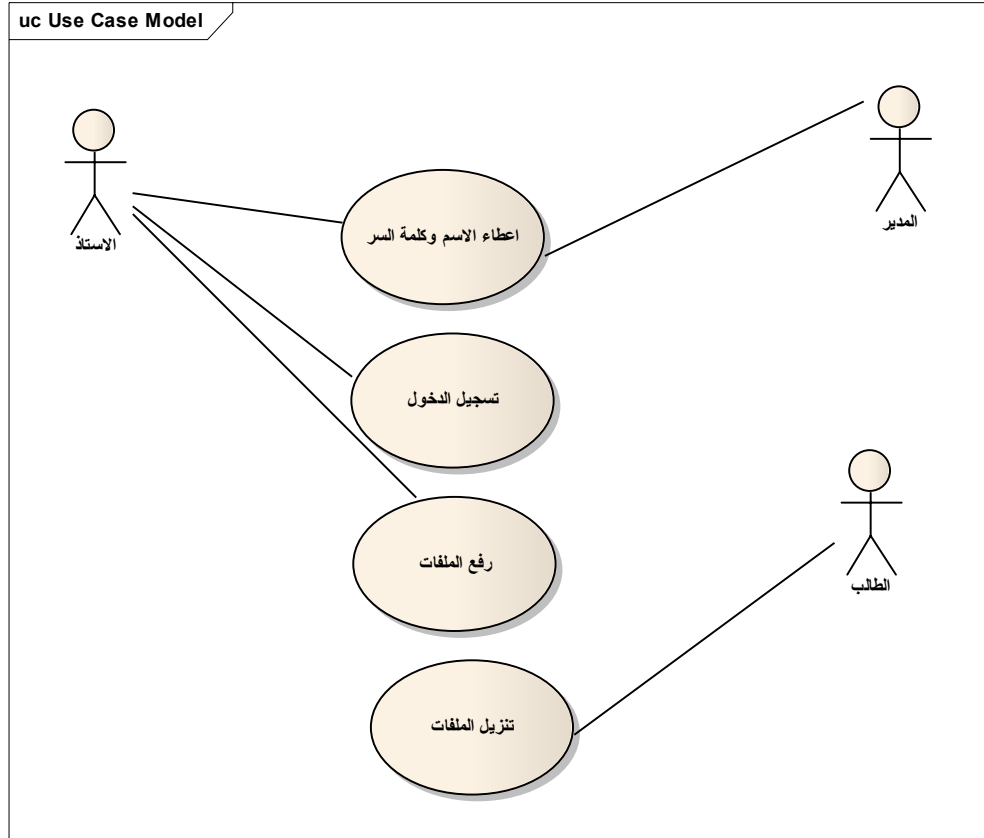 uc Use Case Model
المدير
الاستاذ
اعطاء الاسم وكلمة السر
تسجيل الدخول
رفع الملفات
الطالب
تنزيل الملفات